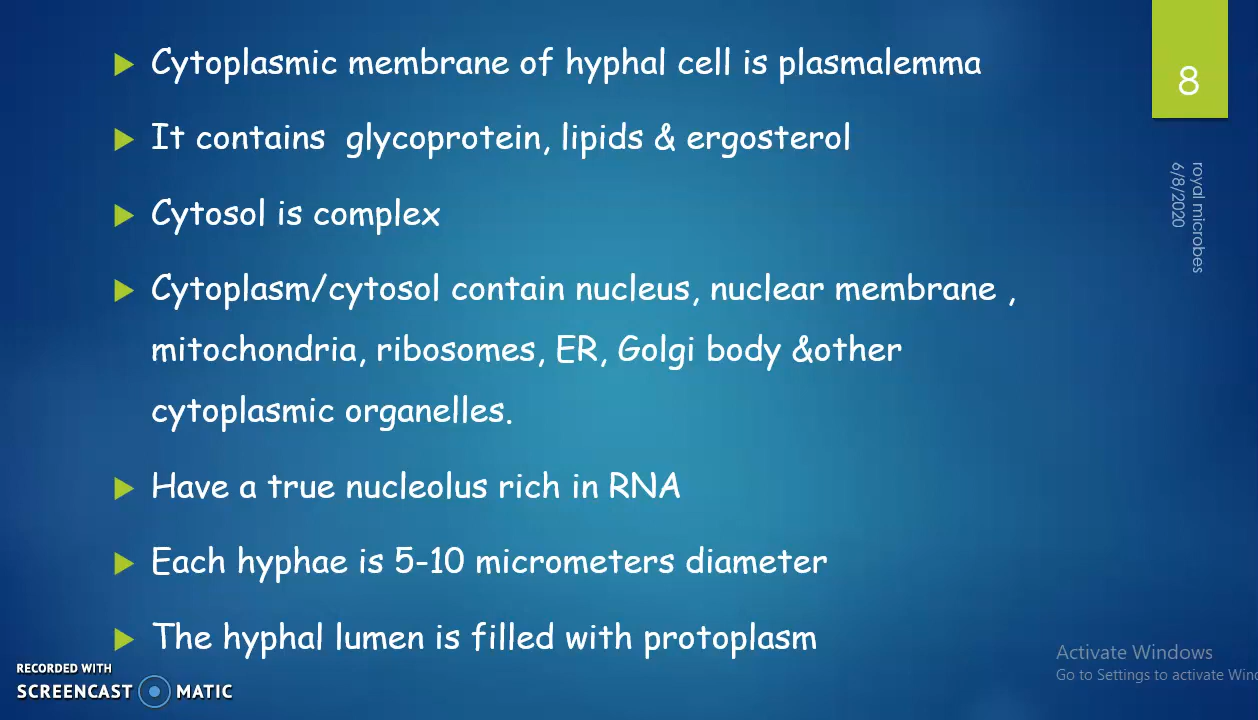 Cytoplasmic membrane of hyphal cell is plasmalemma
It contains  glycoprotein, lipids & ergosterol
Cytosol is complex
Cytoplasm/cytosol contain nucleus, nuclear membrane ,
mitochondria, ribosomes, ER, Golgi body &other
cytoplasmic organelles.
Have a true nucleolus rich in RNA
Each hyphae is 5-10 micrometers diameter
The hyphal lumen is filled with protoplasm
8
royal microbes
6/8/2020
Activate Windows
Go to Settings to activate Wind
RECORDED WITH
SCREENCAST MATIC